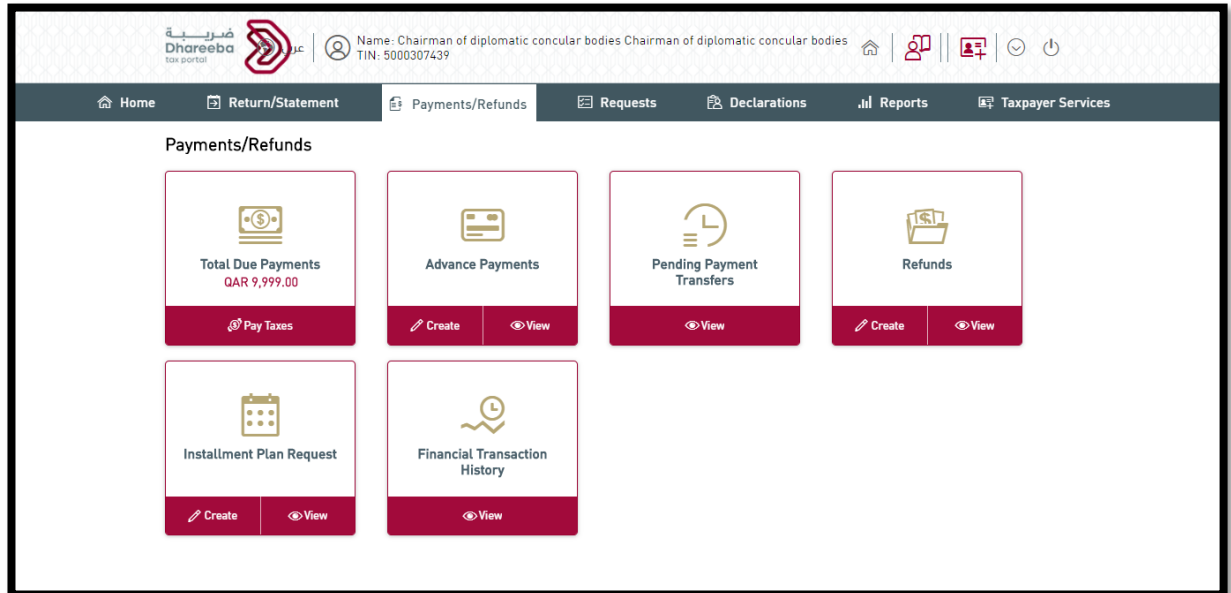 ضريبة
Dhareeba
tax portal
عربي
Name: Chairman of diplomatic concular bodies Chairman of diplomatic concular bodies
TIN: 5000307439
Home
Return/Statement
Payments/Refunds
Requests
Declarations
Reports
Taxpayer Services
Payments/Refunds
Total Due Payments
QAR 9,999.00
Pay Taxes
Advance Payments
Create
View
Pending Payment
Transfers
View
Refunds
Create
View
Installment Plan Request
Create
View
Financial Transaction
History
View